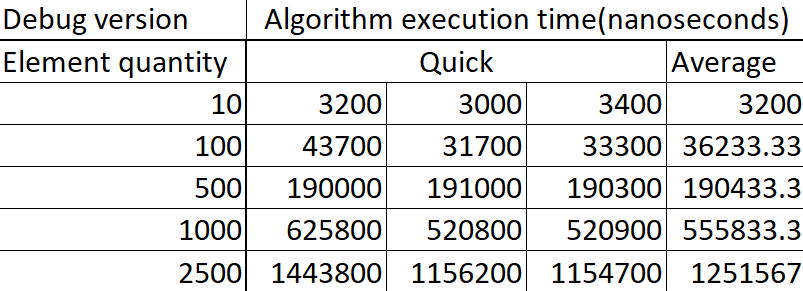 Debug version Algorithm execution time(nanoseconds)
Element quantity Quick Average
10 3200 3000 3400 3200
100 43700 31700 33300 36233.33
500 190000 191000 190300 190433.3
1000 625800 520800 520900 555833.3
2500 1443800 1156200 1154700 1251567